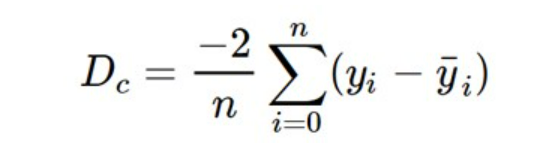 D_c = \frac{-2}{n} \sum_{i=0}^{n} (y_i - \bar{y}_i)